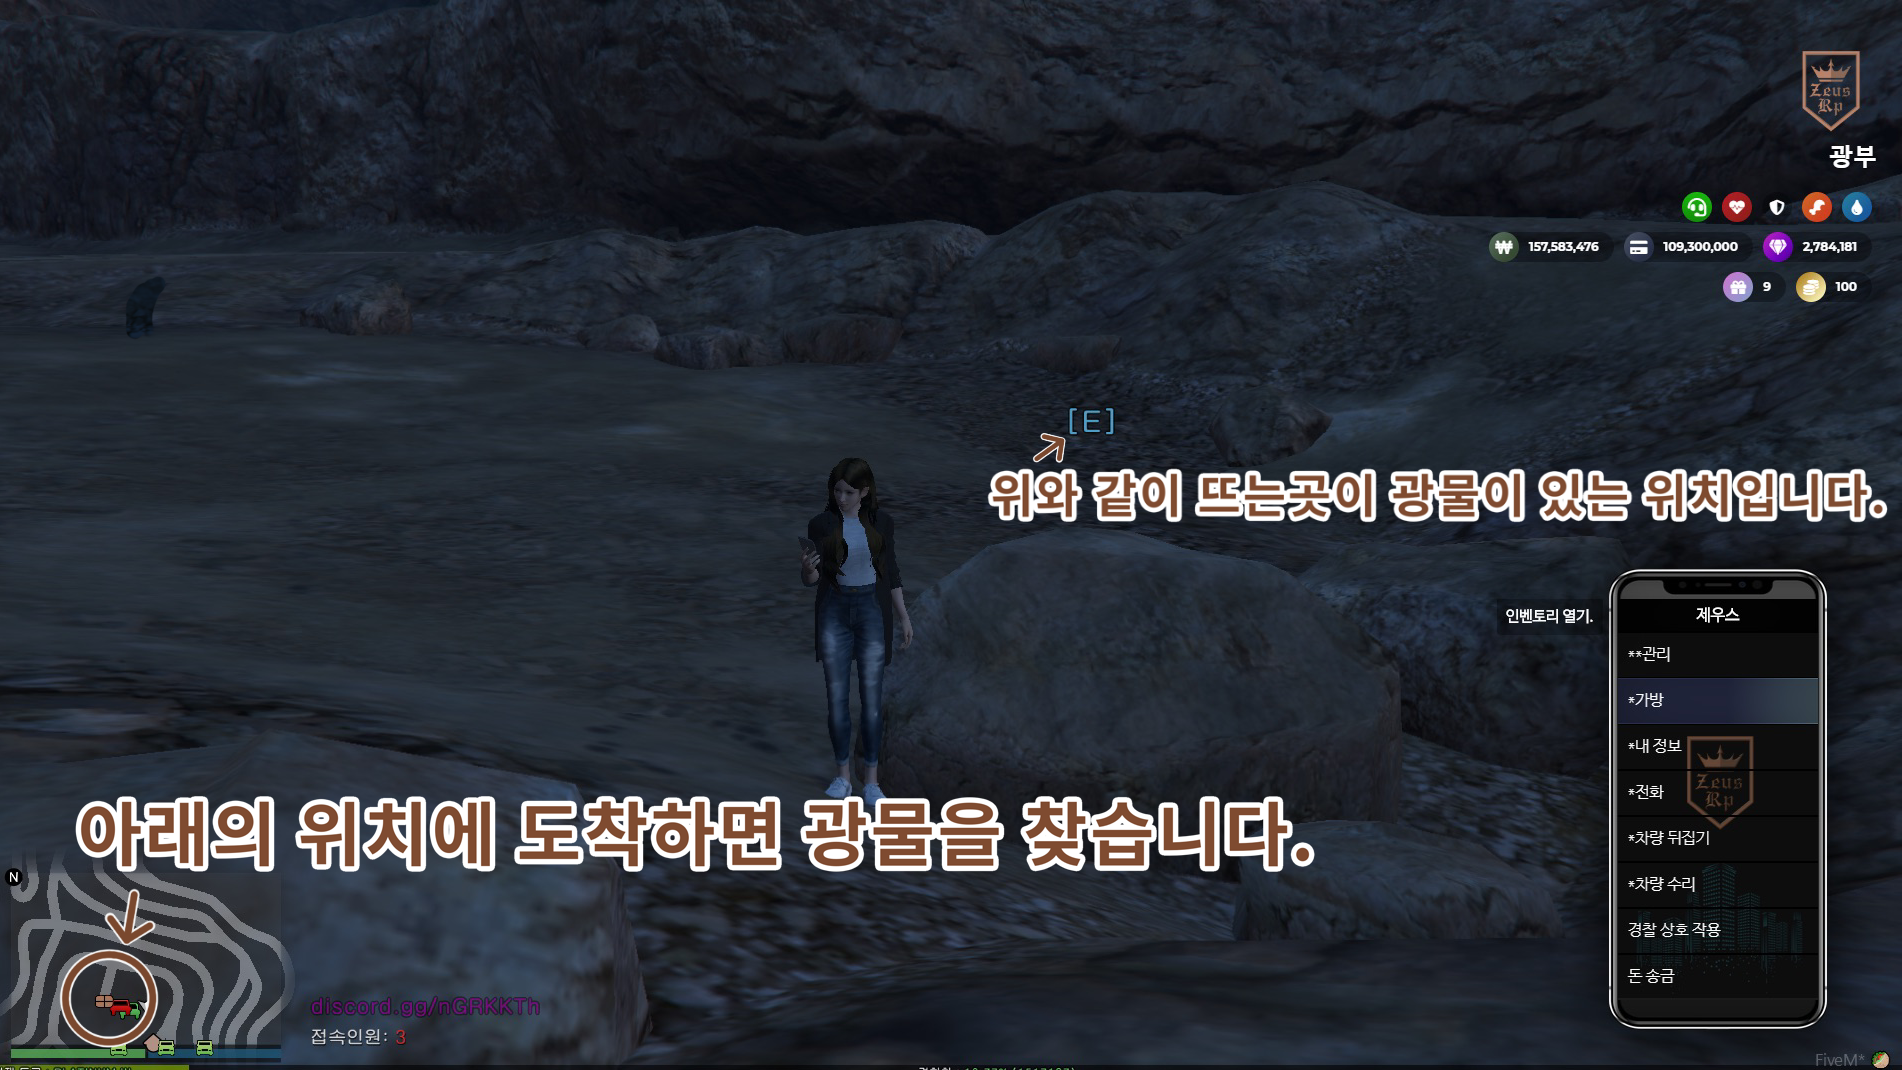 Zeus
Rp
광부
157,583,476 109,300,000 2,784,181
9 100
[E]
위와 같이 뜨는곳이 광물이 있는 위치입니다.
인벤토리 열기.
제우스
**관리
*가방
*내 정보
Zeus
Rp
*전화
*차량 뒤집기
*차량 수리
경찰 상호 작용
돈 송금
아래의 위치에 도착하면 광물을 찾습니다.
N
discord.gg/nGRKKTh
접속인원: 3
FiveM*